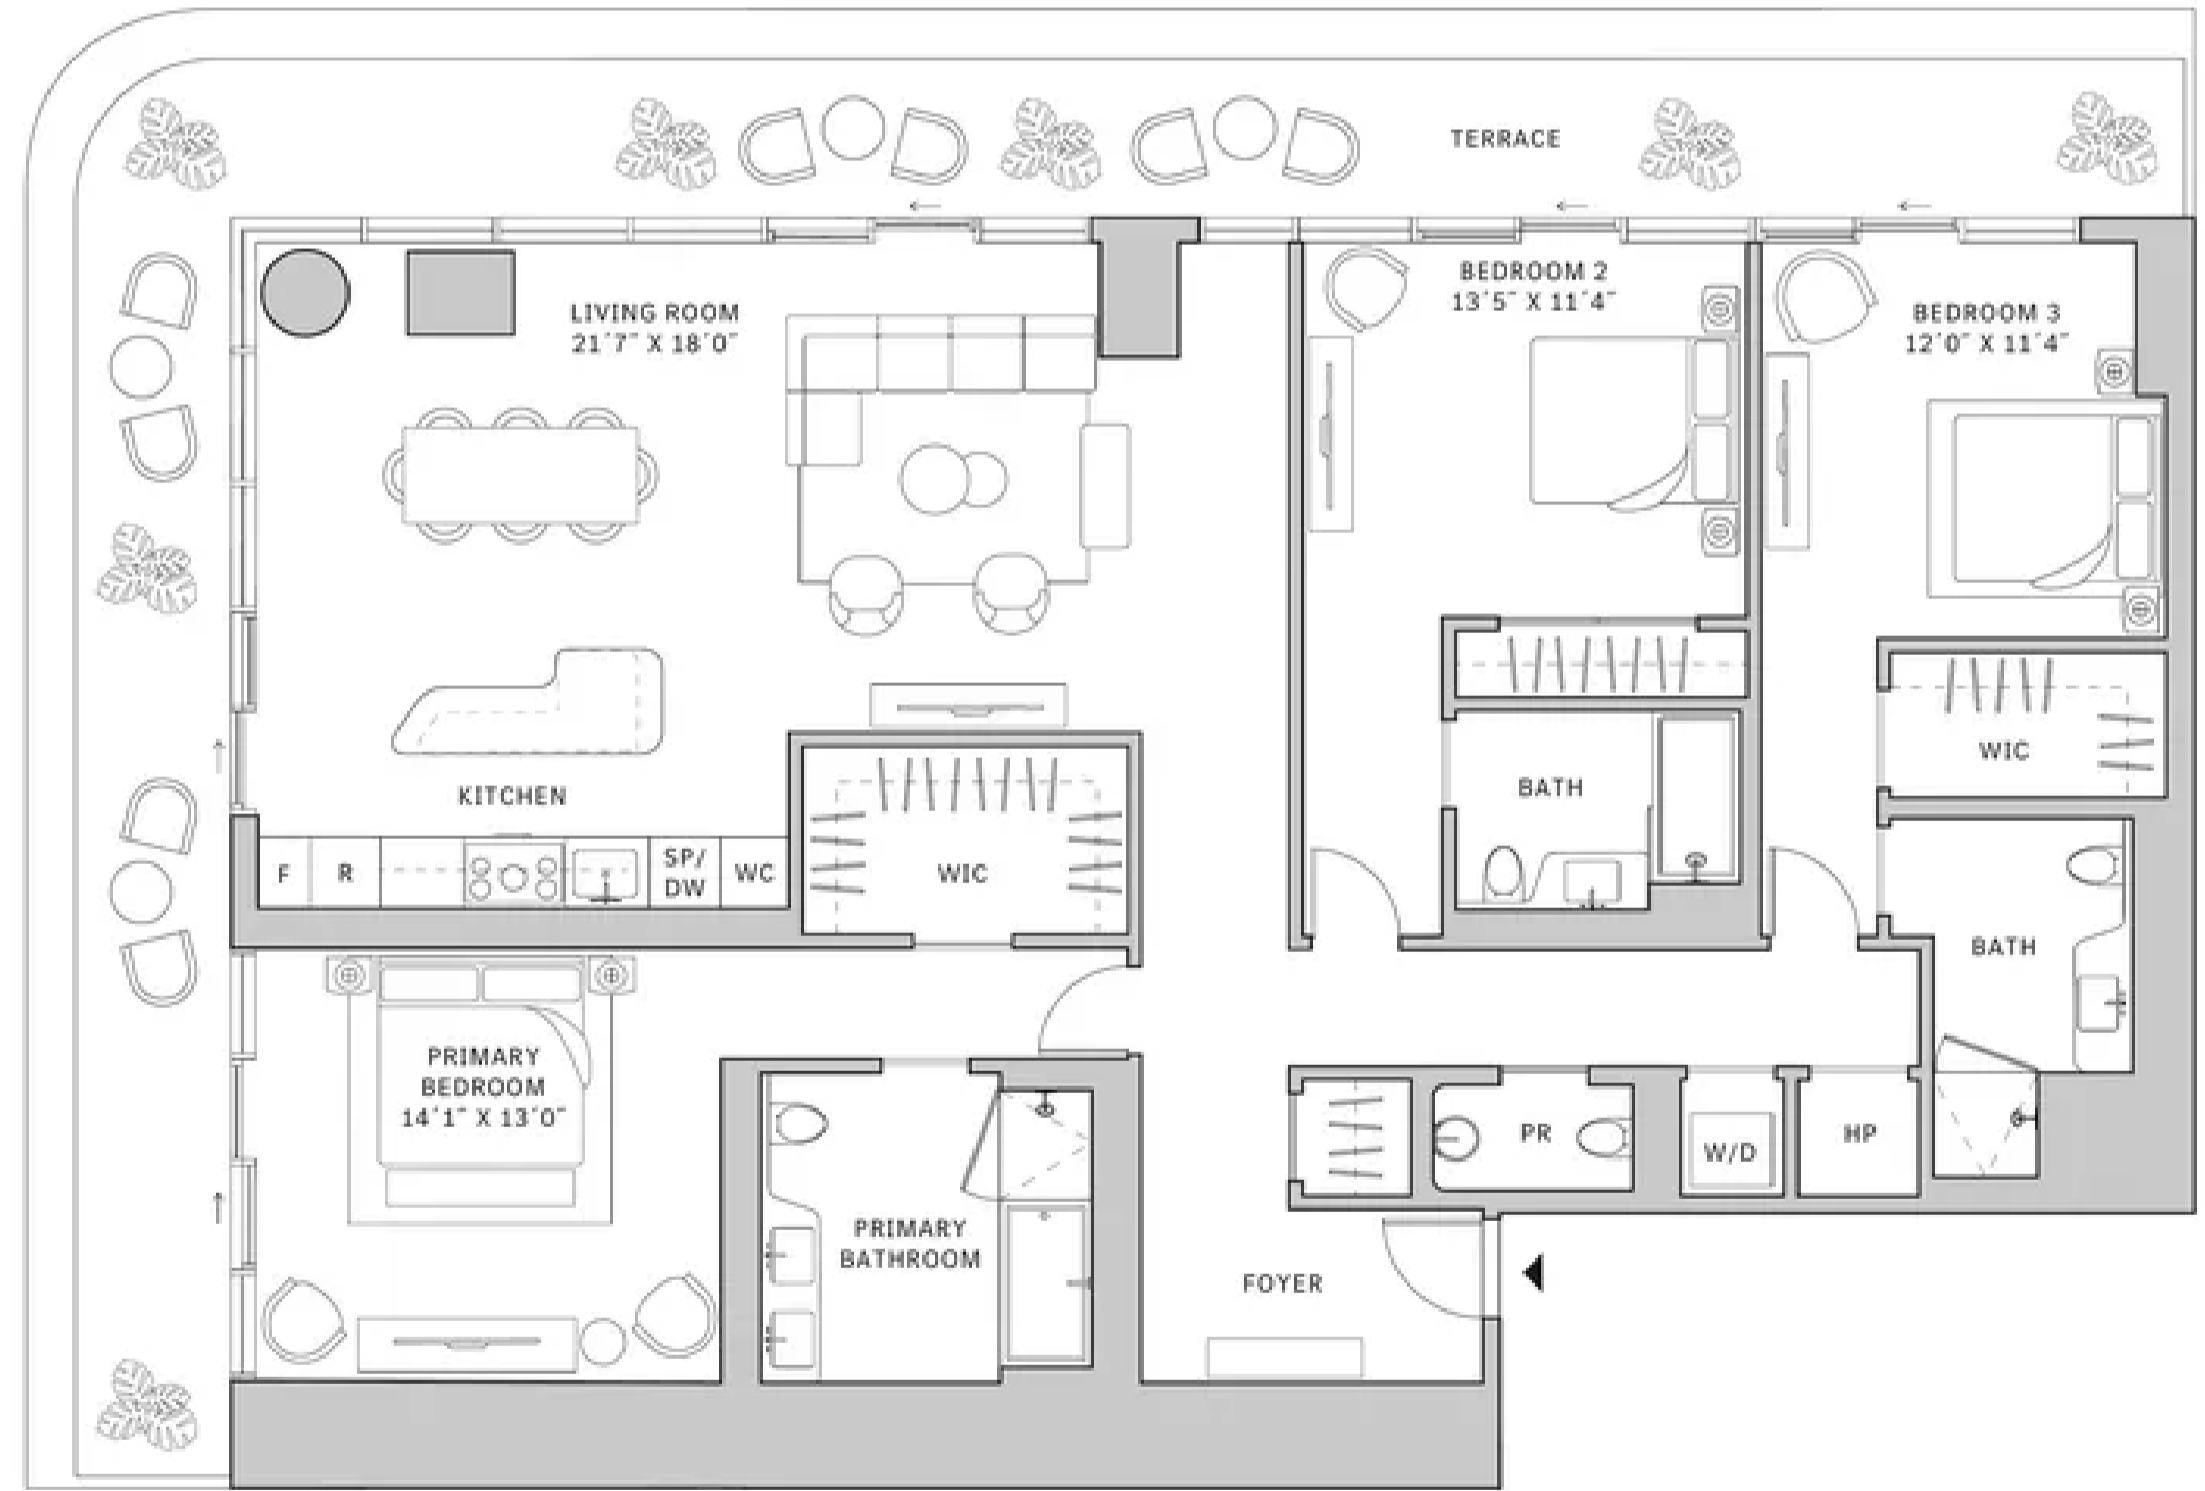 TERRACE
LIVING ROOM
21´7˝ X 18´0˝
BEDROOM 2
13´5˝ X 11´4˝
BEDROOM 3
12´0˝ X 11´4˝
KITCHEN
F
R
SP/
DW
WC
WIC
BATH
WIC
BATH
PRIMARY
BEDROOM
14´1˝ X 13´0˝
PRIMARY
BATHROOM
PR
W/D
HP
FOYER